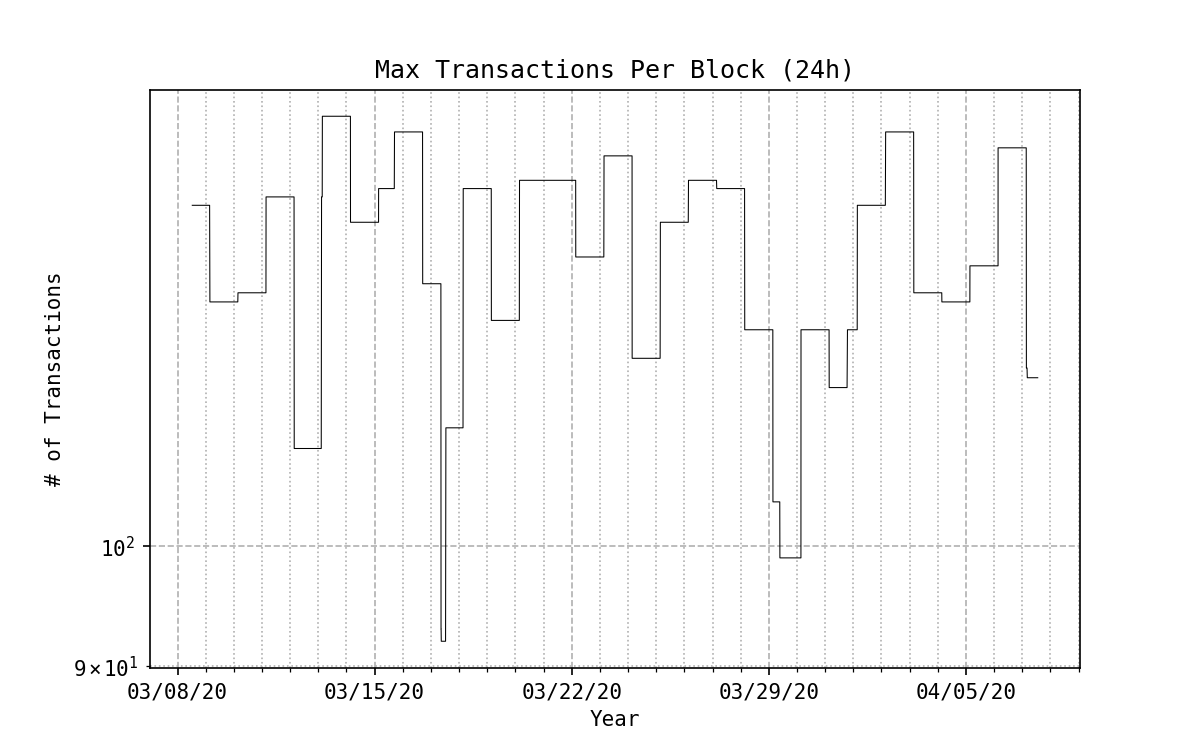 Max Transactions Per Block (24h)
# of Transactions
10²
9×10¹
03/08/20 03/15/20 03/22/20 03/29/20 04/05/20
Year